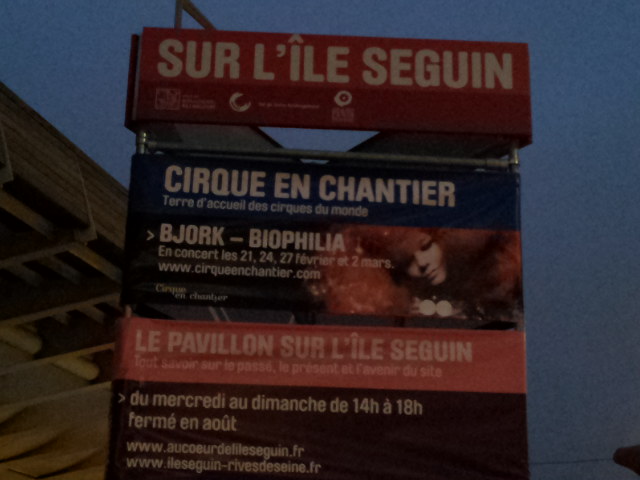 SUR L'ÎLE SEGUIN
CIRQUE EN CHANTIER
Terre d'accueil des cirques du monde
> BJORK – BIOPHILIA
En concert les 21, 24, 27 février et 2 mars.
www.cirqueenchantier.com
Cirque
en chantier
LE PAVILLON SUR L'ÎLE SEGUIN
Tout savoir sur le passé, le présent et l'avenir du site
> du mercredi au dimanche de 14h à 18h
fermé en août
www.aucoeurdelileseguin.fr
www.ileseguin-rivesdeseine.fr